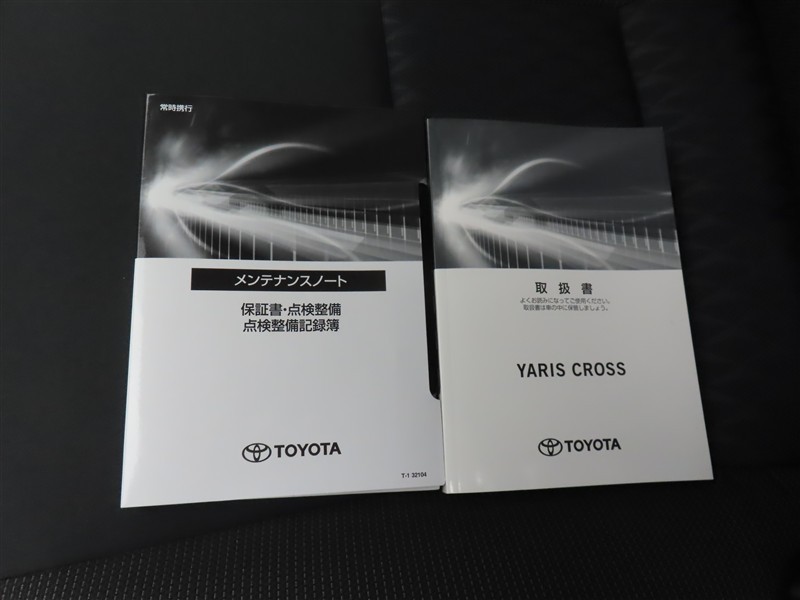 常時携行
メンテナンスノート
保証書・点検整備
点検整備記録簿
TOYOTA
T-1 32104
取扱書
よくお読みになってご使用ください。
取扱書は車の中に保管しましょう。
YARIS CROSS
TOYOTA